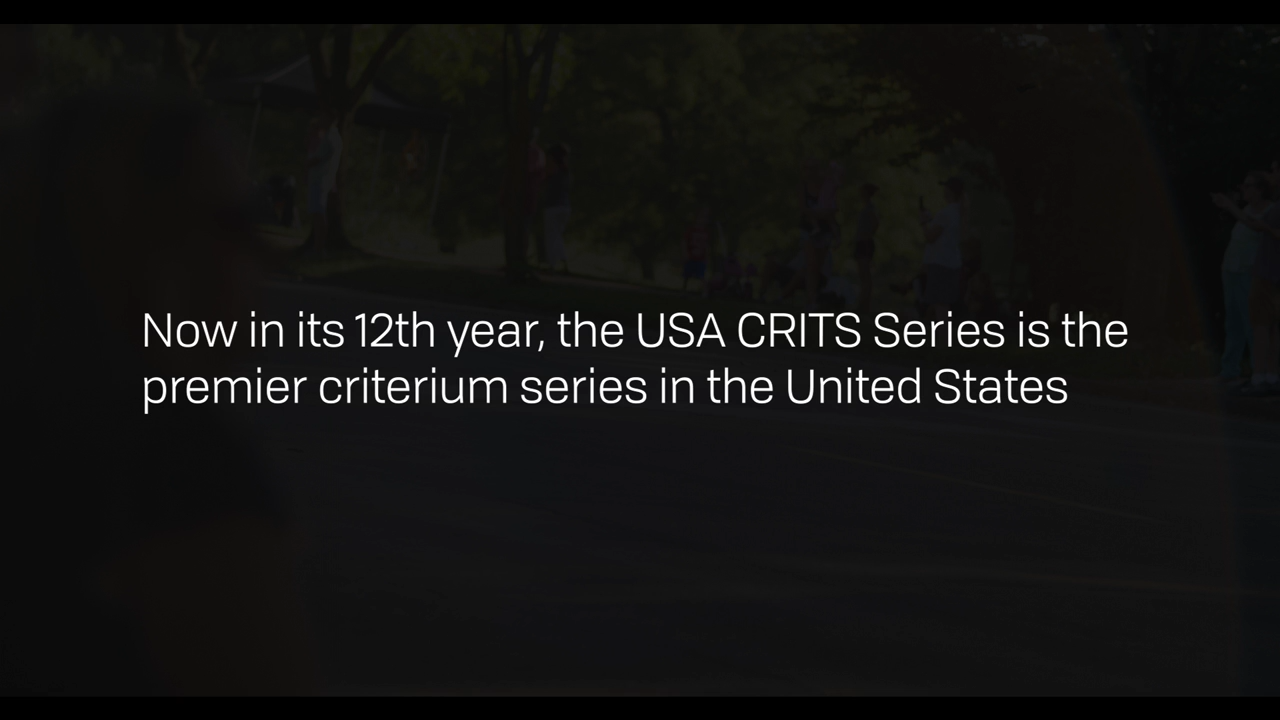 Now in its 12th year, the USA CRITS Series is the
premier criterium series in the United States